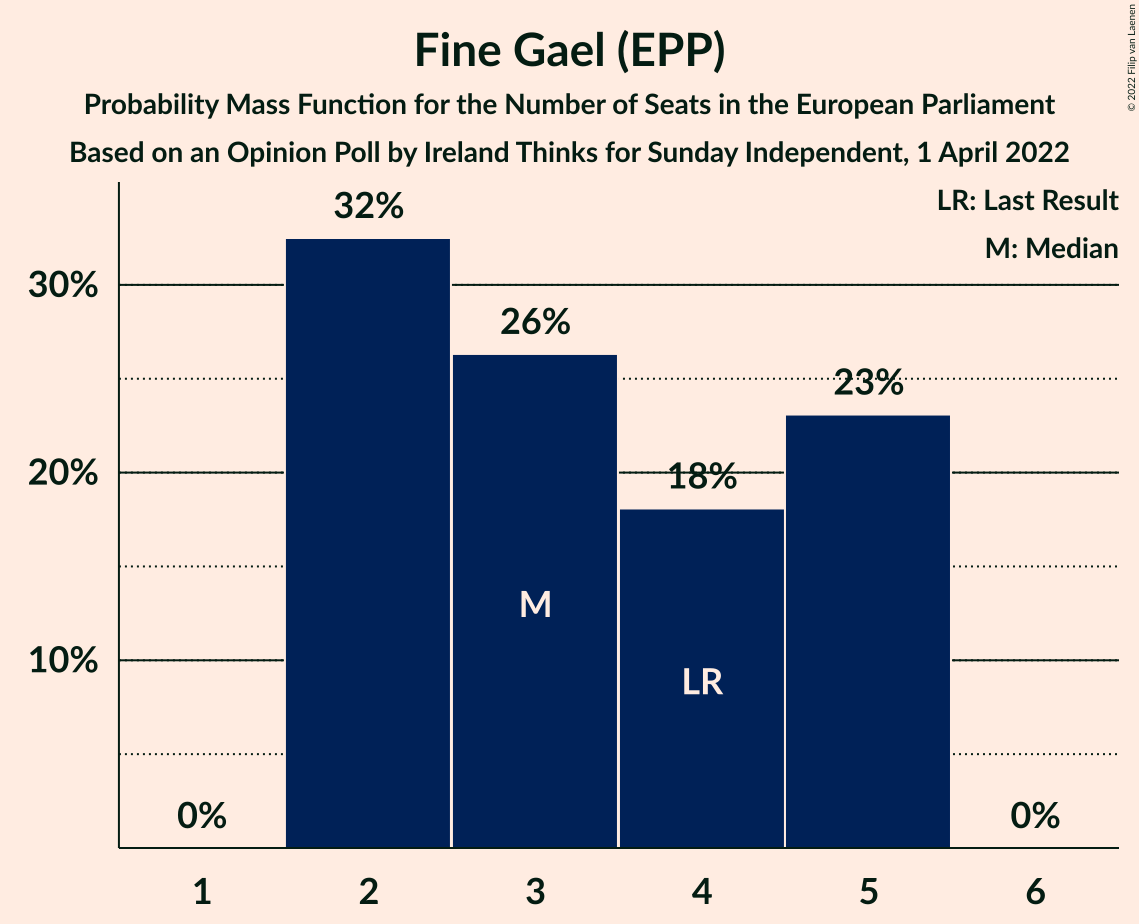 Fine Gael (EPP)
Probability Mass Function for the Number of Seats in the European Parliament
Based on an Opinion Poll by Ireland Thinks for Sunday Independent, 1 April 2022
© 2022 Filip van Laenen
LR: Last Result
M: Median
32%
30%
26%
23%
20%
18%
M
10%
LR
0%
0%
1 2 3 4 5 6